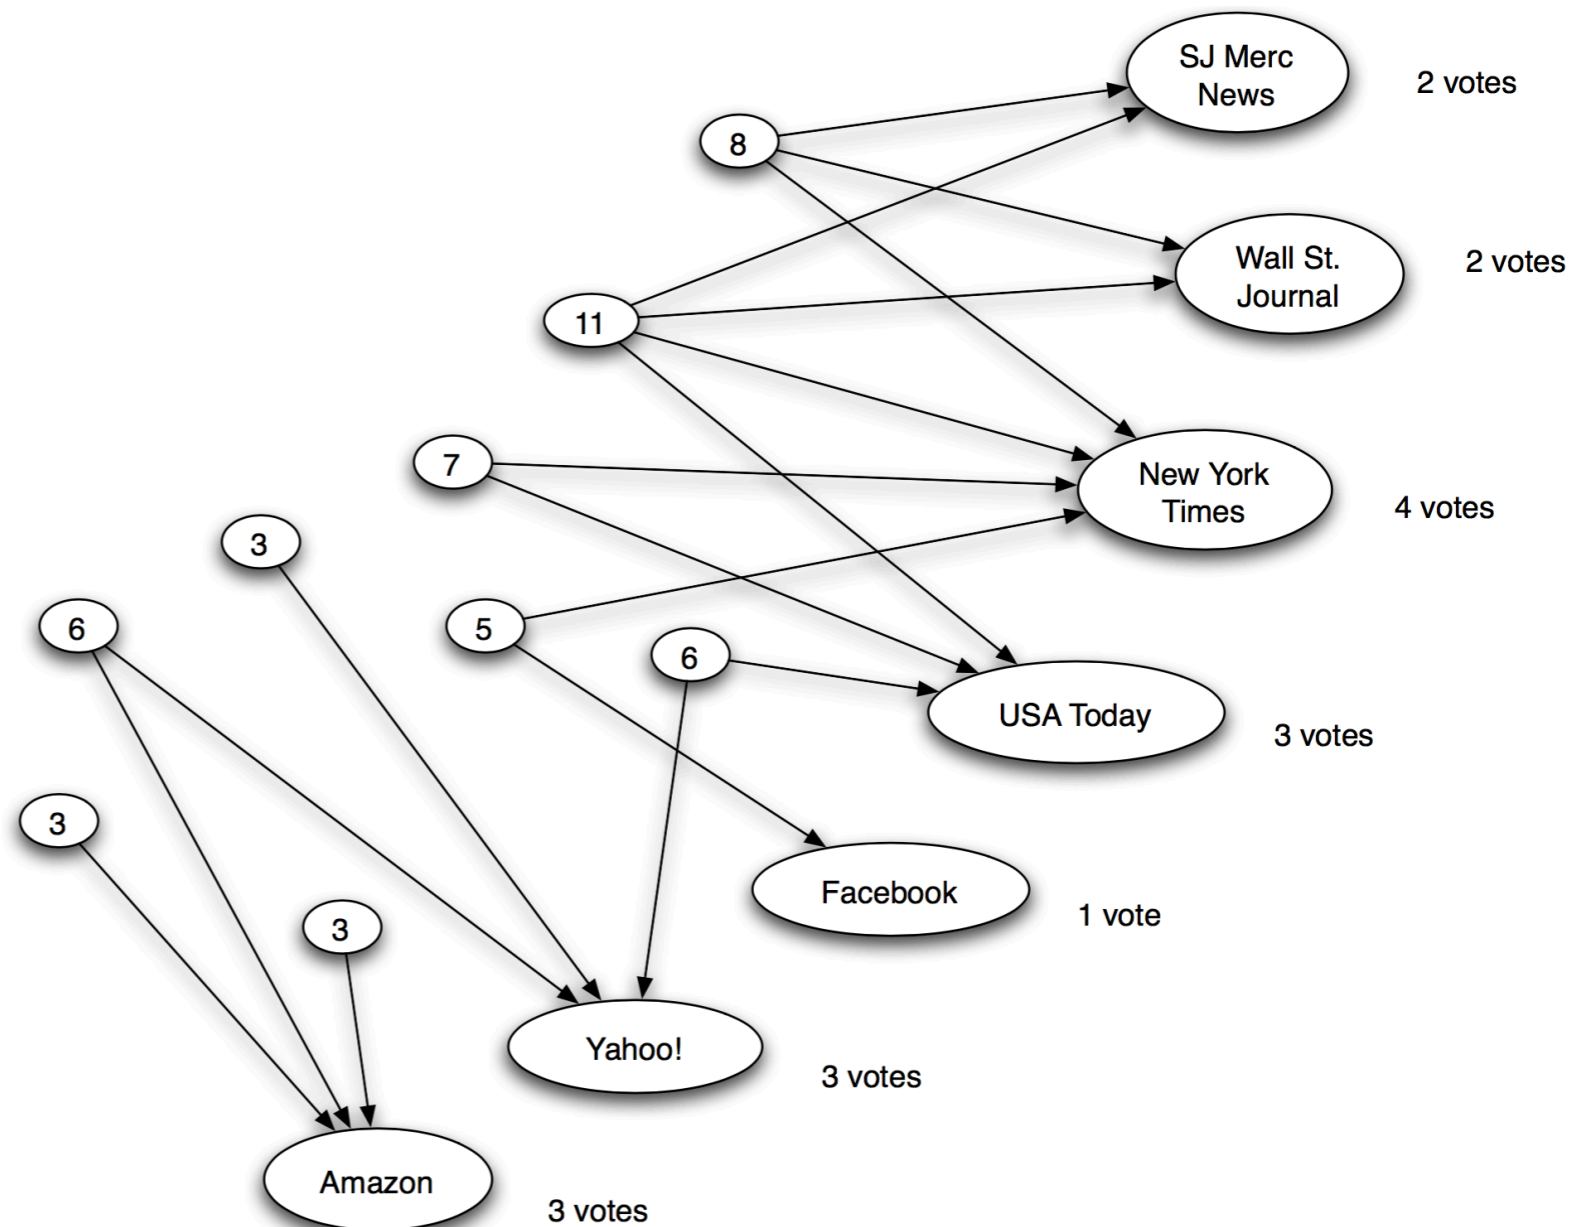 SJ Merc
News
2 votes
8
Wall St.
Journal
2 votes
11
7
New York
Times
4 votes
3
6
5
6
USA Today
3 votes
3
Facebook
1 vote
3
Yahoo!
3 votes
Amazon
3 votes